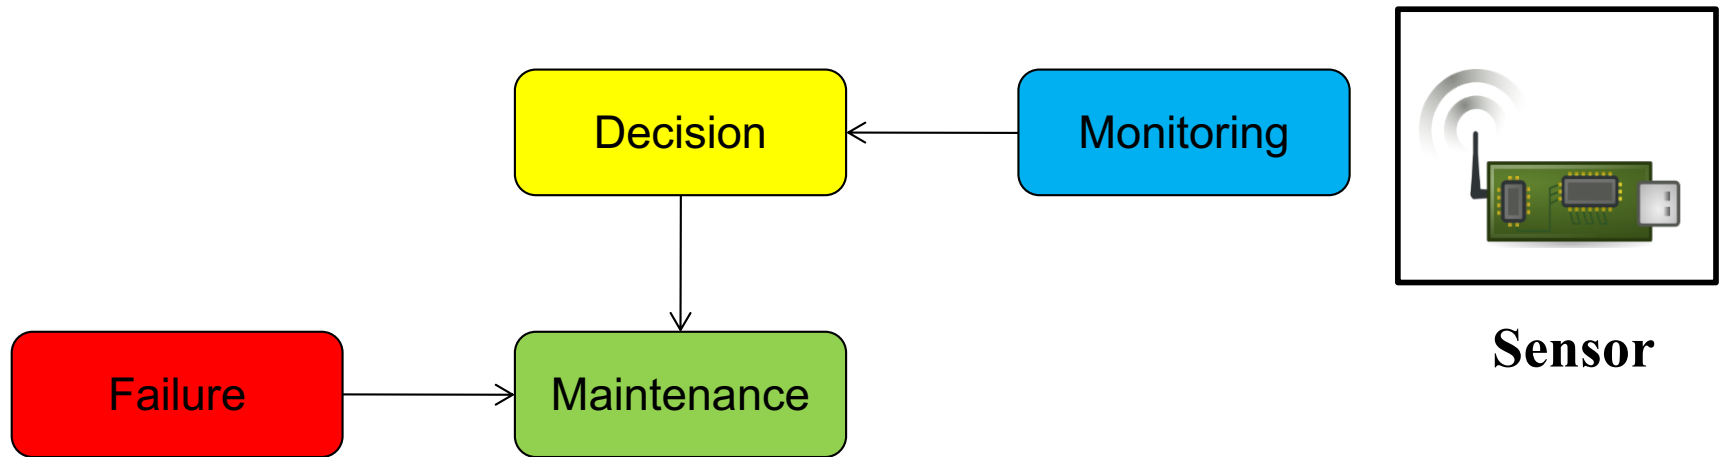 Decision
Monitoring
Sensor
Failure
Maintenance